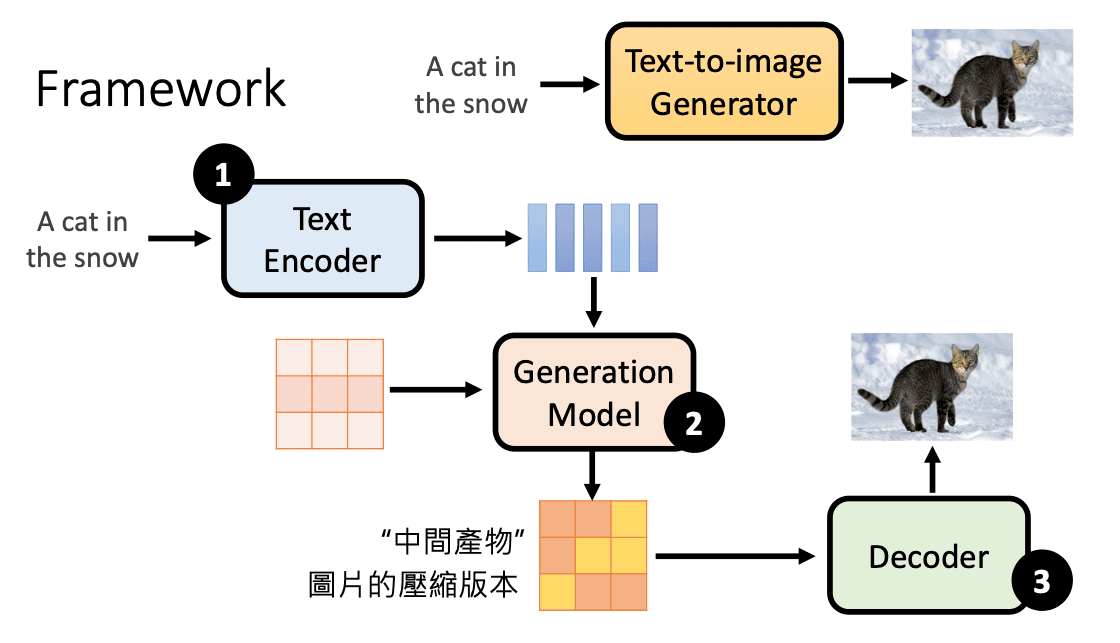 Framework
A cat in
the snow
Text-to-image
Generator
1
A cat in
the snow
Text
Encoder
Generation
Model
2
“中間產物”
圖片的壓縮版本
Decoder
3